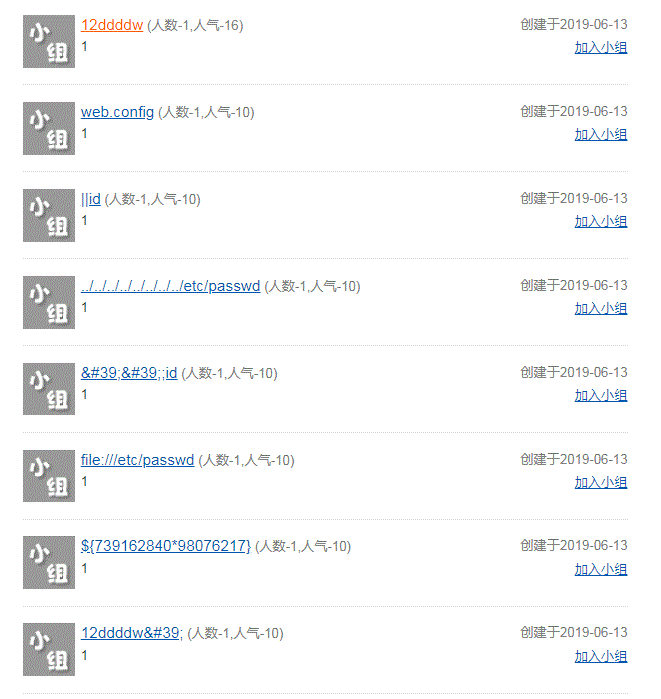 小组 12ddddw (人数-1,人气-16) 创建于2019-06-13
1 加入小组
小组 web.config (人数-1,人气-10) 创建于2019-06-13
1 加入小组
小组 ||id (人数-1,人气-10) 创建于2019-06-13
1 加入小组
小组 ../../../../../../../../etc/passwd (人数-1,人气-10) 创建于2019-06-13
1 加入小组
小组 &#39;&#39;;id (人数-1,人气-10) 创建于2019-06-13
1 加入小组
小组 file:///etc/passwd (人数-1,人气-10) 创建于2019-06-13
1 加入小组
小组 ${739162840*98076217} (人数-1,人气-10) 创建于2019-06-13
1 加入小组
小组 12ddddw&#39; (人数-1,人气-10) 创建于2019-06-13
1 加入小组